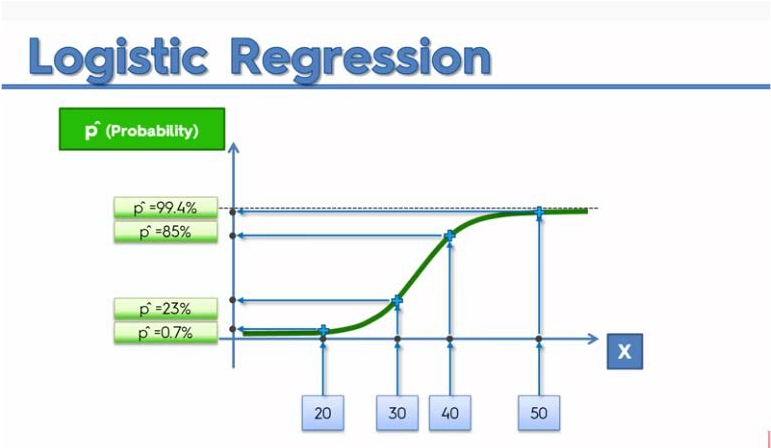 Logistic Regression
p̂ (Probability)
p̂ =99.4%
p̂ =85%
p̂ =23%
p̂ =0.7%
X
20 30 40 50